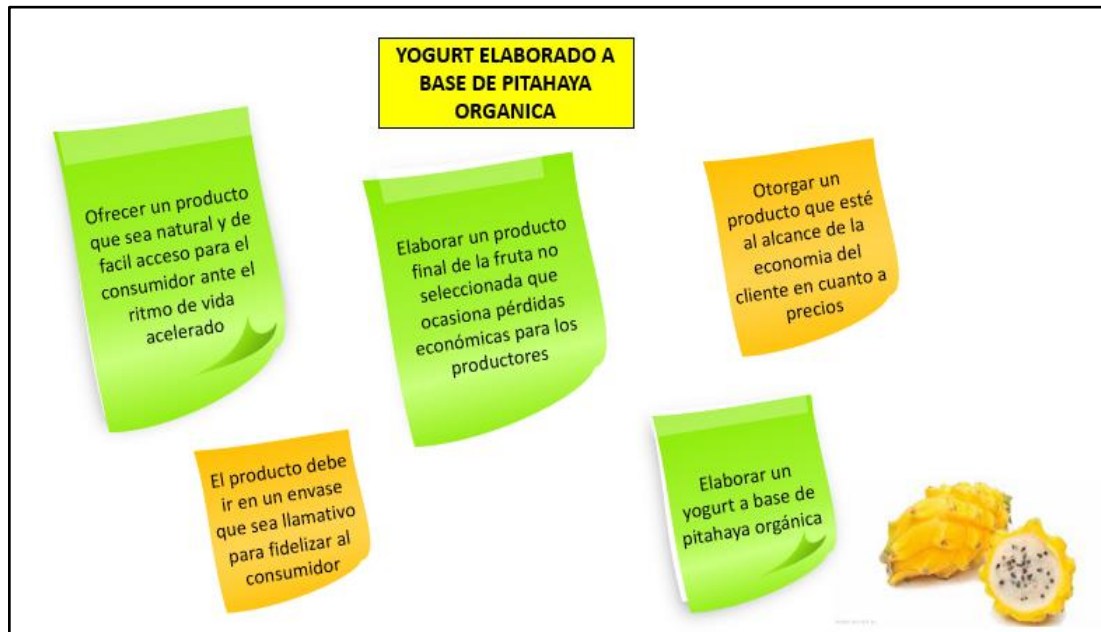 YOGURT ELABORADO A
BASE DE PITAHAYA
ORGANICA
Ofrecer un producto
que sea natural y de
facil acceso para el
consumidor ante el
ritmo de vida
acelerado
Elaborar un producto
final de la fruta no
seleccionada que
ocasiona pérdidas
económicas para los
productores
Otorgar un
producto que esté
al alcance de la
economia del
cliente en cuanto a
precios
El producto debe
ir en un envase
que sea llamativo
para fidelizar al
consumidor
Elaborar un
yogurt a base de
pitahaya orgánica